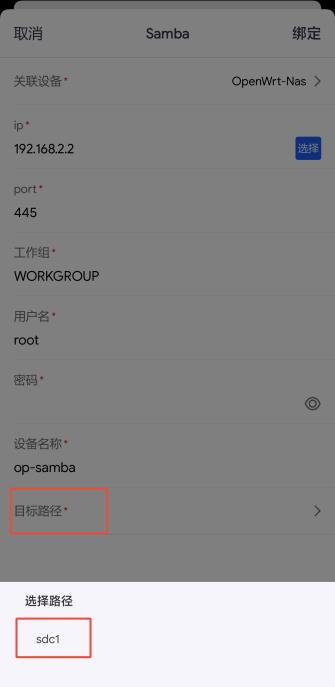 取消 Samba 绑定
关联设备* OpenWrt-Nas
ip*
192.168.2.2 选择
port*
445
工作组*
WORKGROUP
用户名*
root
密码*
设备名称*
op-samba
目标路径*
选择路径
sdc1